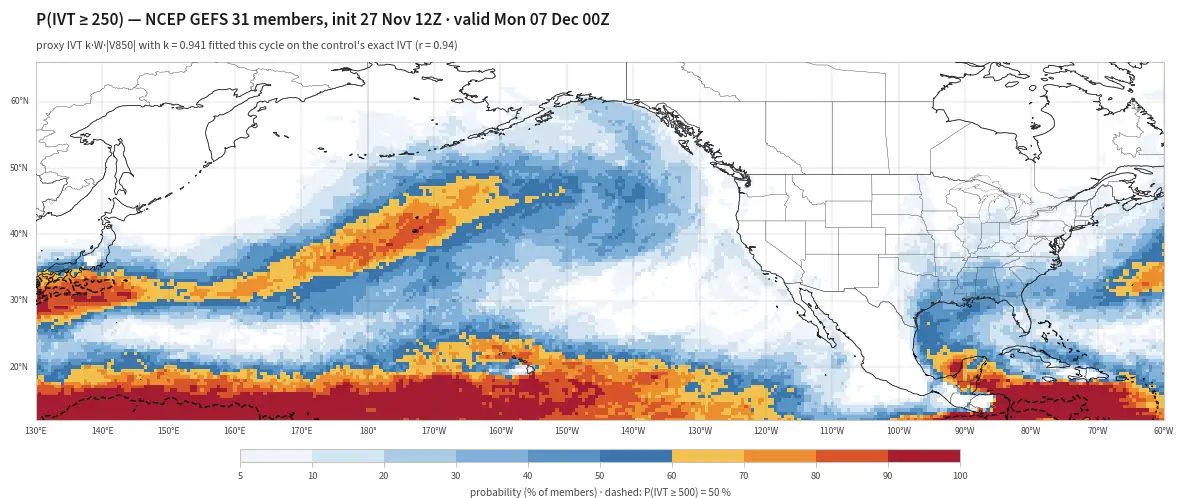 P(IVT ≥ 250) — NCEP GEFS 31 members, init 27 Nov 12Z · valid Mon 07 Dec 00Z
proxy IVT k·W·|V850| with k = 0.941 fitted this cycle on the control's exact IVT (r = 0.94)
60°N
50°N
40°N
30°N
20°N
130°E 140°E 150°E 160°E 170°E 180° 170°W 160°W 150°W 140°W 130°W 120°W 110°W 100°W 90°W 80°W 70°W 60°W
5 10 20 30 40 50 60 70 80 90 100
probability (% of members) · dashed: P(IVT ≥ 500) = 50 %